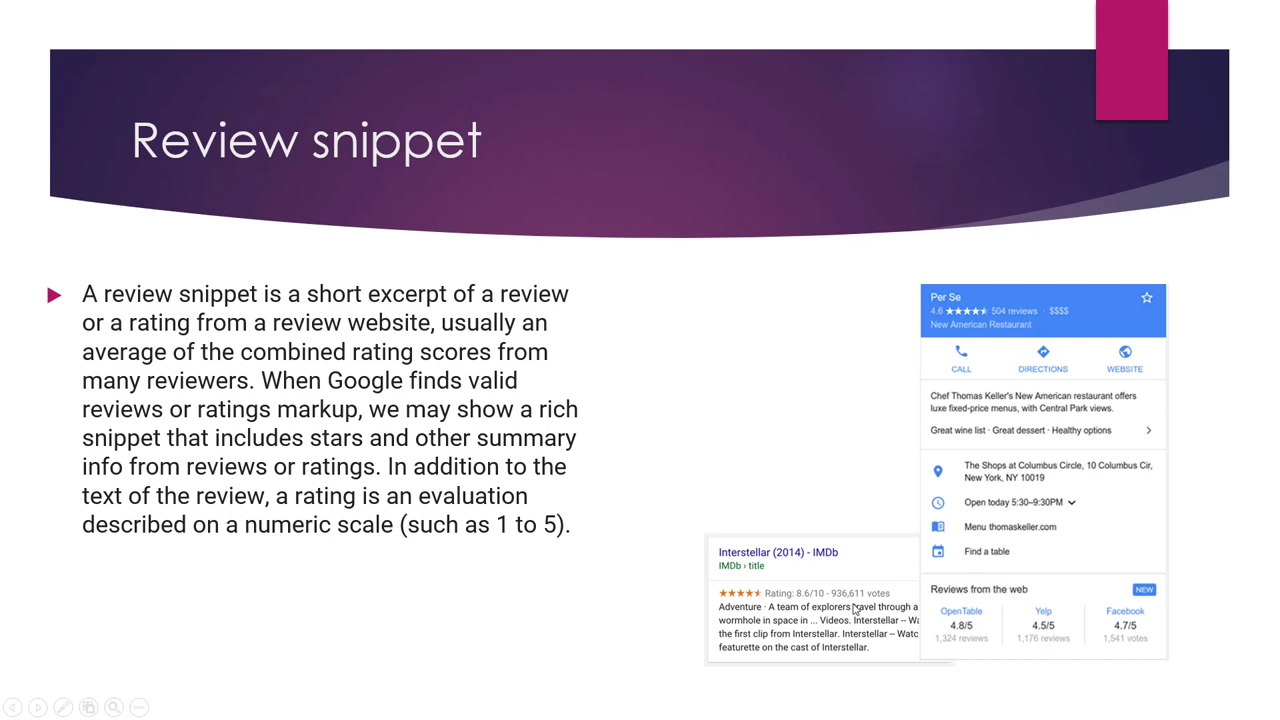 Review snippet
A review snippet is a short excerpt of a review
or a rating from a review website, usually an
average of the combined rating scores from
many reviewers. When Google finds valid
reviews or ratings markup, we may show a rich
snippet that includes stars and other summary
info from reviews or ratings. In addition to the
text of the review, a rating is an evaluation
described on a numeric scale (such as 1 to 5).
Interstellar (2014) - IMDb
IMDb › title
Rating: 8.6/10 - 936,611 votes
Adventure · A team of explorers travel through a
wormhole in space in ... Videos. Interstellar -- Wa
the first clip from Interstellar. Interstellar -- Watc
featurette on the cast of Interstellar.
Per Se
4.6 ★★★★★ 504 reviews · $$$$
New American Restaurant
CALL DIRECTIONS WEBSITE
Chef Thomas Keller's New American restaurant offers
luxe fixed-price menus, with Central Park views.
Great wine list · Great dessert · Healthy options
The Shops at Columbus Circle, 10 Columbus Cir,
New York, NY 10019
Open today 5:30–9:30PM
Menu thomaskeller.com
Find a table
Reviews from the web NEW
OpenTable Yelp Facebook
4.8/5 4.5/5 4.7/5
1,324 reviews 1,176 reviews 1,541 votes